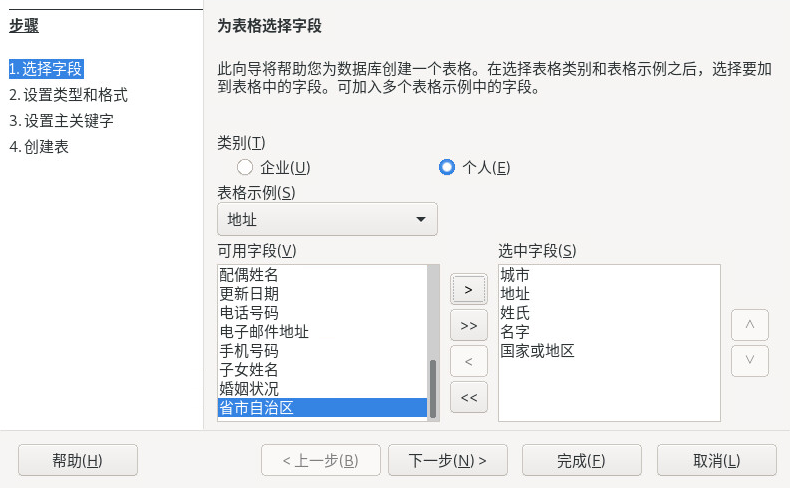 步骤
1.选择字段
2.设置类型和格式
3.设置主关键字
4.创建表
为表格选择字段
此向导将帮助您为数据库创建一个表格。在选择表格类别和表格示例之后，选择要加
到表格中的字段。可加入多个表格示例中的字段。
类别(T)
企业(U) 个人(E)
表格示例(S)
地址
可用字段(V)
配偶姓名
更新日期
电话号码
电子邮件地址
手机号码
子女姓名
婚姻状况
省市自治区
>
>>
<
<<
选中字段(S)
城市
地址
姓氏
名字
国家或地区
帮助(H) < 上一步(B) 下一步(N) > 完成(F) 取消(L)